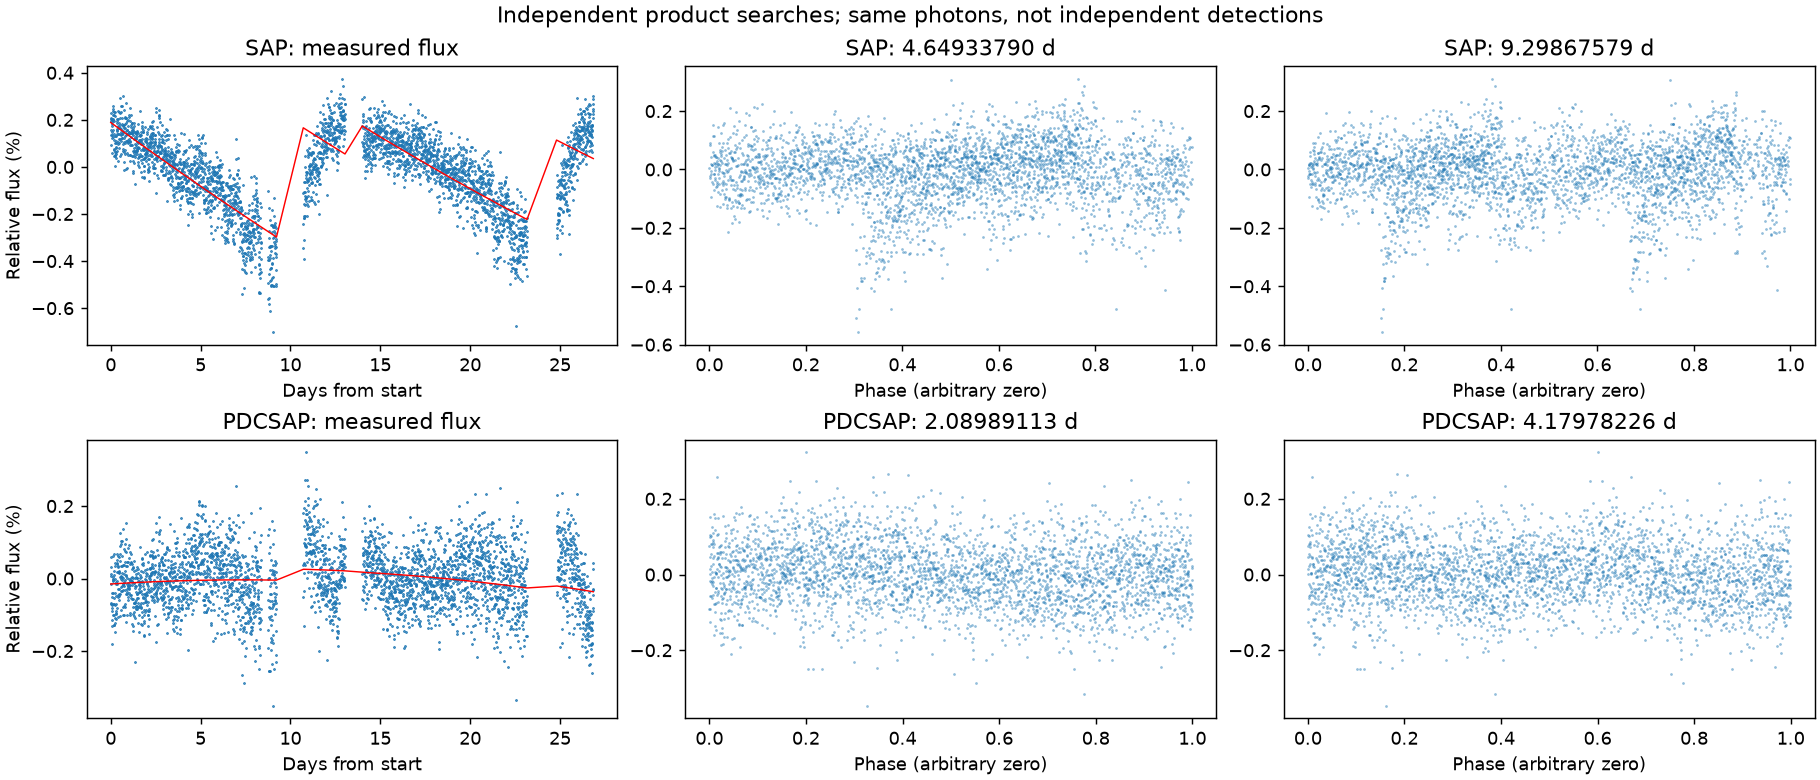 Independent product searches; same photons, not independent detections
SAP: measured flux
Relative flux (%)
0.4
0.2
0.0
−0.2
−0.4
−0.6
0 5 10 15 20 25
Days from start
SAP: 4.64933790 d
0.2
0.0
−0.2
−0.4
−0.6
0.0 0.2 0.4 0.6 0.8 1.0
Phase (arbitrary zero)
SAP: 9.29867579 d
0.2
0.0
−0.2
−0.4
−0.6
0.0 0.2 0.4 0.6 0.8 1.0
Phase (arbitrary zero)
PDCSAP: measured flux
Relative flux (%)
0.2
0.0
−0.2
0 5 10 15 20 25
Days from start
PDCSAP: 2.08989113 d
0.2
0.0
−0.2
0.0 0.2 0.4 0.6 0.8 1.0
Phase (arbitrary zero)
PDCSAP: 4.17978226 d
0.2
0.0
−0.2
0.0 0.2 0.4 0.6 0.8 1.0
Phase (arbitrary zero)